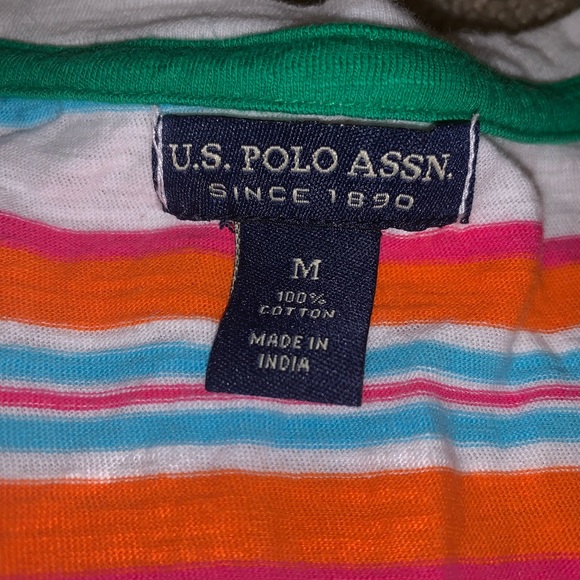 U.S. POLO ASSN.
SINCE 1890
M
100%
COTTON
MADE IN
INDIA